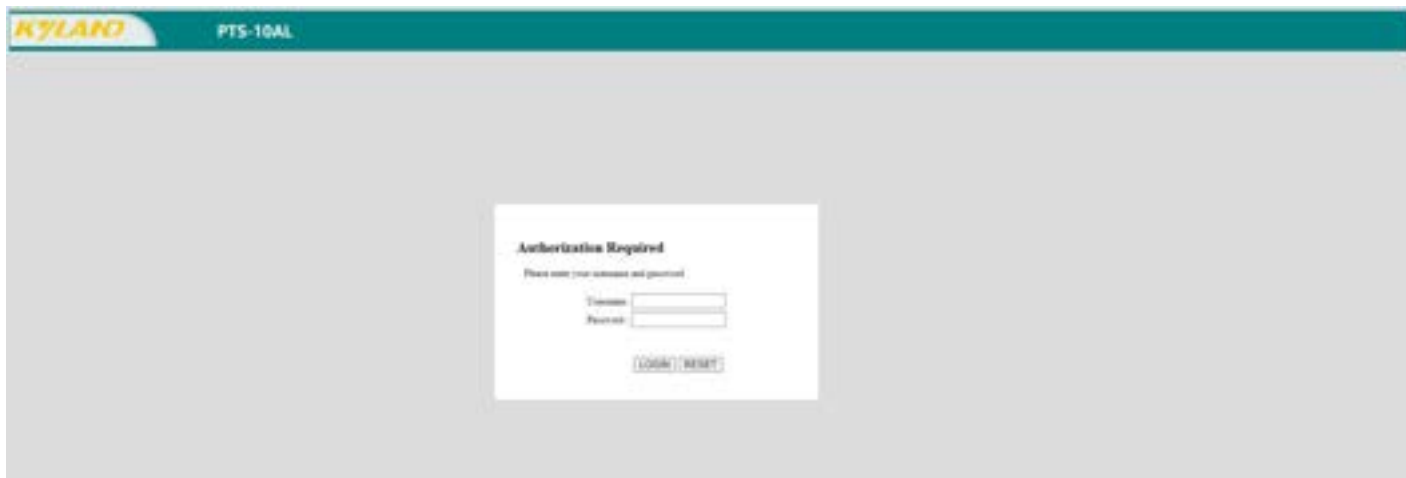 KYLAND
PTS-10AL
Authorization Required
Please enter your username and password
Username
Password
LOGIN RESET